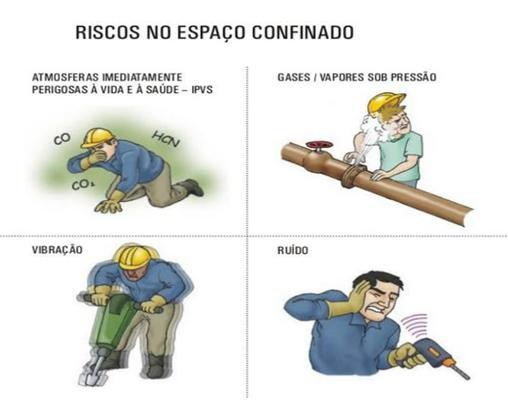 RISCOS NO ESPAÇO CONFINADO
ATMOSFERAS IMEDIATAMENTE
PERIGOSAS À VIDA E À SAÚDE – IPVS
CO
HCN
CO₂
GASES / VAPORES SOB PRESSÃO
VIBRAÇÃO
RUÍDO